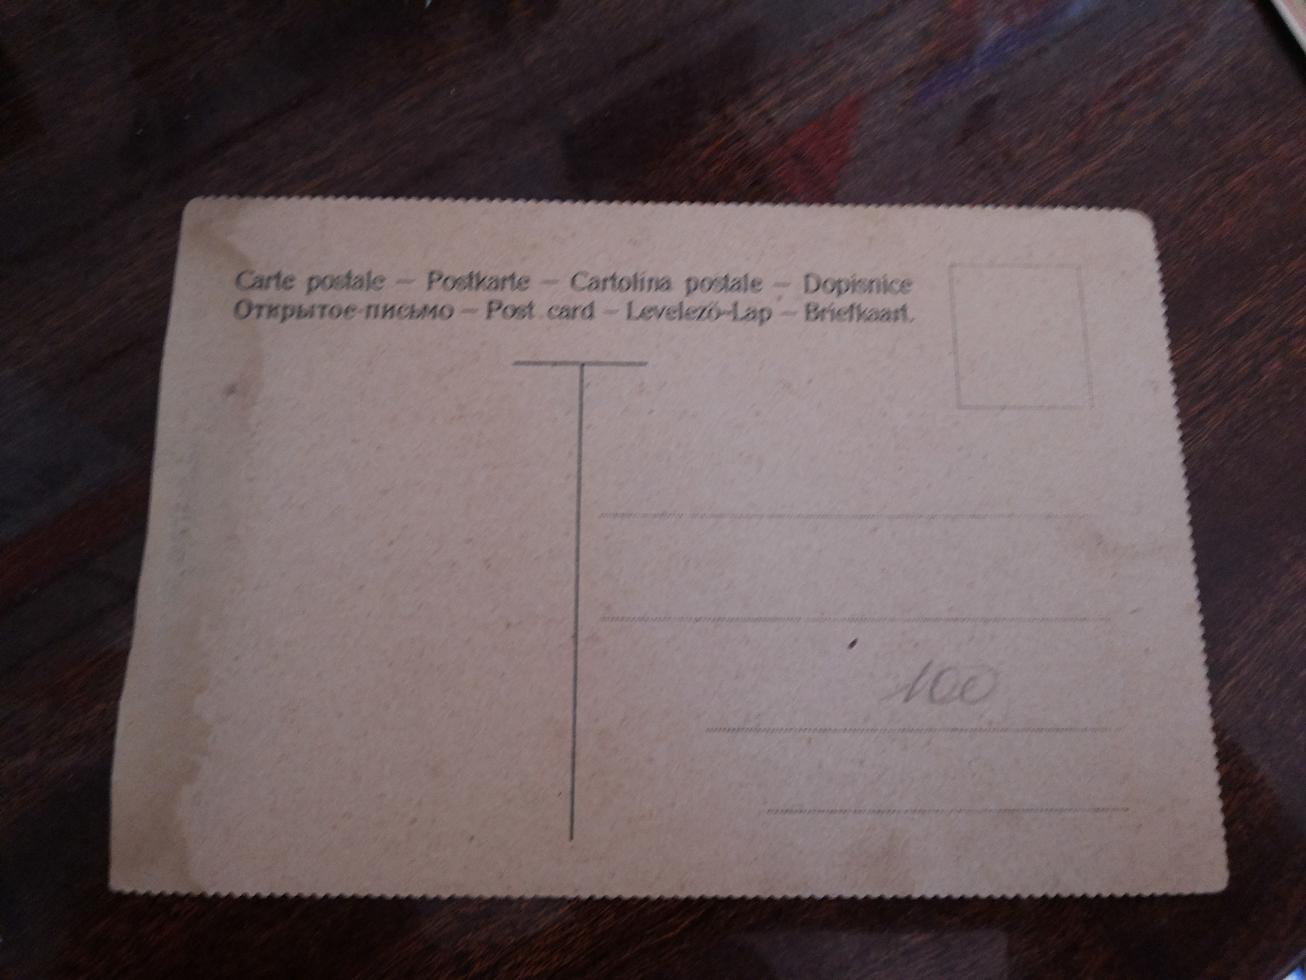 Carte postale — Postkarte — Cartolina postale — Dopisnice
Открытое письмо — Post card — Levelező-Lap — Briefkaart.
100